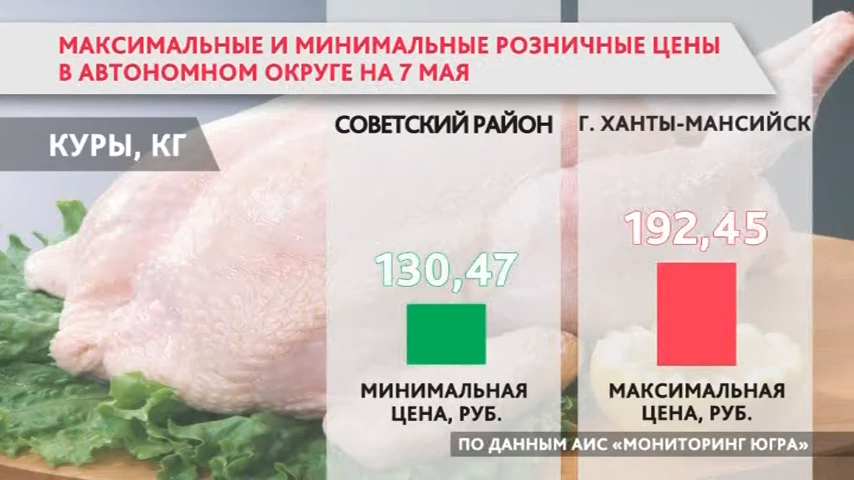 МАКСИМАЛЬНЫЕ И МИНИМАЛЬНЫЕ РОЗНИЧНЫЕ ЦЕНЫ
В АВТОНОМНОМ ОКРУГЕ НА 7 МАЯ
КУРЫ, КГ
СОВЕТСКИЙ РАЙОН
Г. ХАНТЫ-МАНСИЙСК
130,47
192,45
МИНИМАЛЬНАЯ
ЦЕНА, РУБ.
МАКСИМАЛЬНАЯ
ЦЕНА, РУБ.
ПО ДАННЫМ АИС «МОНИТОРИНГ ЮГРА»